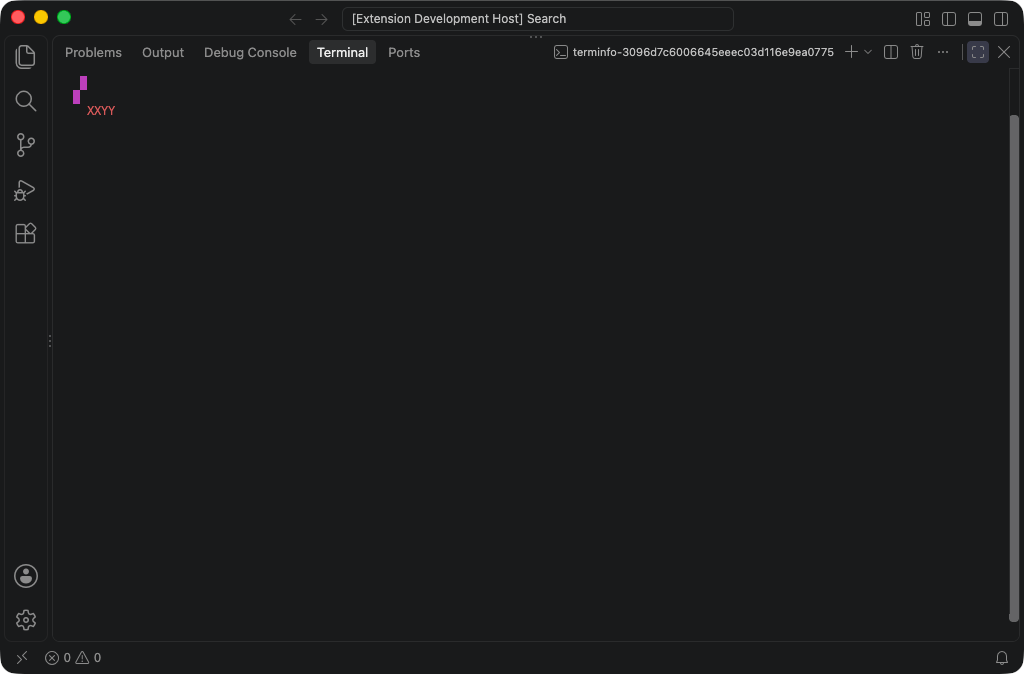 [Extension Development Host] Search
Problems Output Debug Console Terminal Ports terminfo-3096d7c6006645eeec03d116e9ea0775
XXYY
0 0